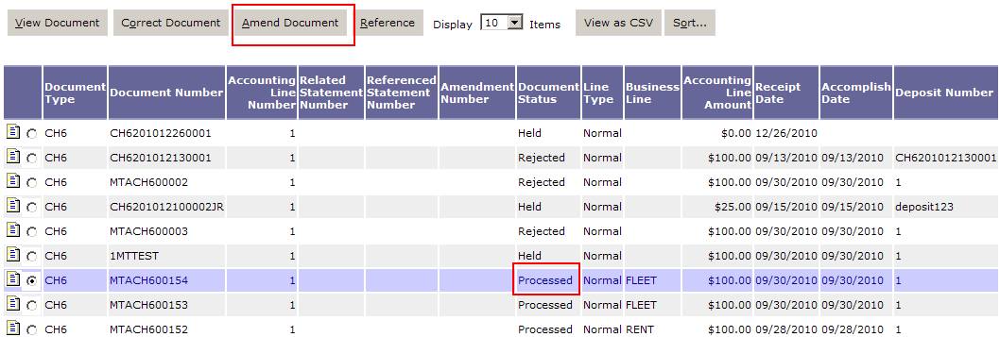 View Document Correct Document Amend Document Reference Display 10 Items View as CSV Sort...
Document Type Document Number Accounting Line Number Related Statement Number Referenced Statement Number Amendment Number Document Status Line Type Business Line Accounting Line Amount Receipt Date Accomplish Date Deposit Number
CH6 CH6201012260001 1 Held Normal $0.00 12/26/2010
CH6 CH6201012130001 1 Rejected Normal $100.00 09/13/2010 09/13/2010 CH6201012130001
CH6 MTACH600002 1 Rejected Normal $100.00 09/30/2010 09/30/2010 1
CH6 CH6201012100002JR 1 Held Normal $25.00 09/15/2010 09/15/2010 deposit123
CH6 MTACH600003 1 Rejected Normal $100.00 09/30/2010 09/30/2010 1
CH6 1MTTEST 1 Held Normal $100.00 09/30/2010 09/30/2010 1
CH6 MTACH600154 1 Processed Normal FLEET $100.00 09/30/2010 09/30/2010 1
CH6 MTACH600153 1 Processed Normal FLEET $100.00 09/30/2010 09/30/2010 1
CH6 MTACH600152 1 Processed Normal RENT $100.00 09/28/2010 09/28/2010 1